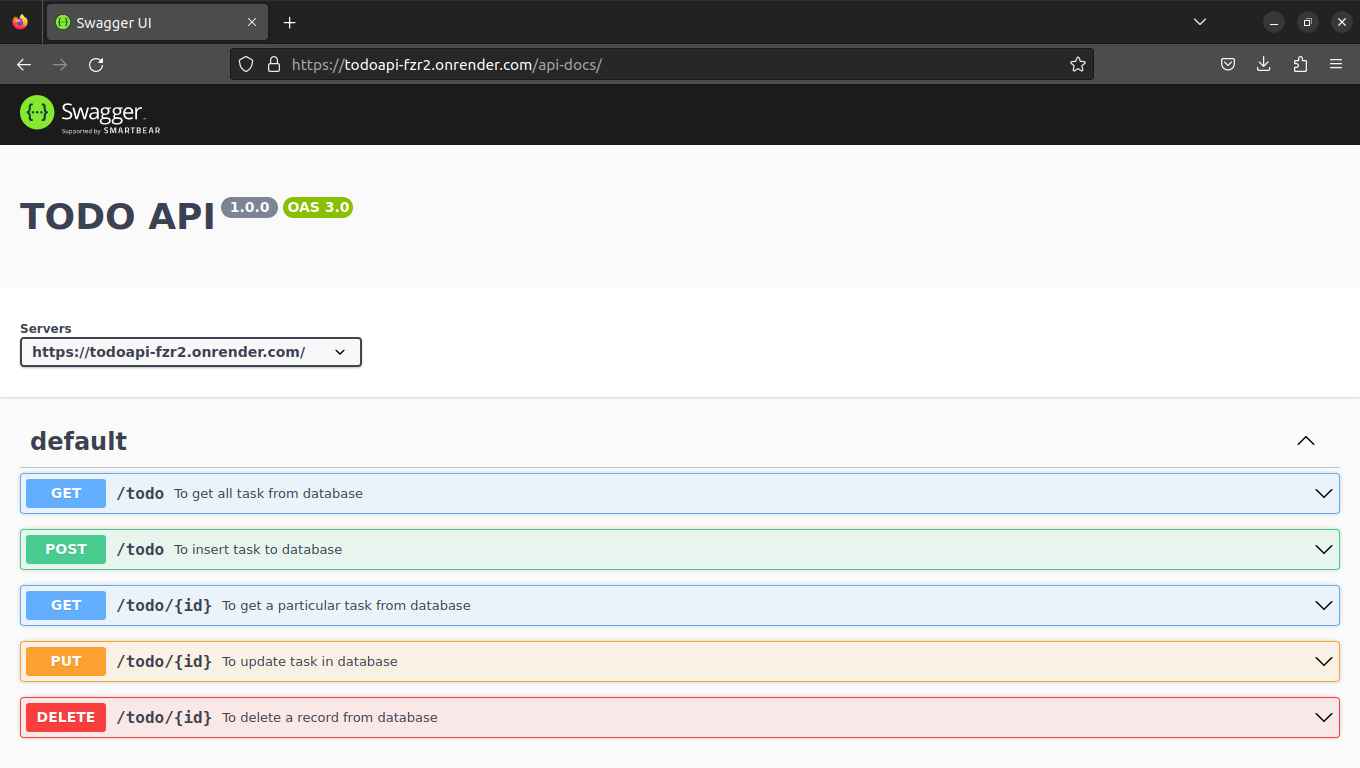 Swagger UI
https://todoapi-fzr2.onrender.com/api-docs/
{···} Swagger
Supported by SMARTBEAR
TODO API 1.0.0 OAS 3.0
Servers
https://todoapi-fzr2.onrender.com/
default
GET /todo To get all task from database
POST /todo To insert task to database
GET /todo/{id} To get a particular task from database
PUT /todo/{id} To update task in database
DELETE /todo/{id} To delete a record from database